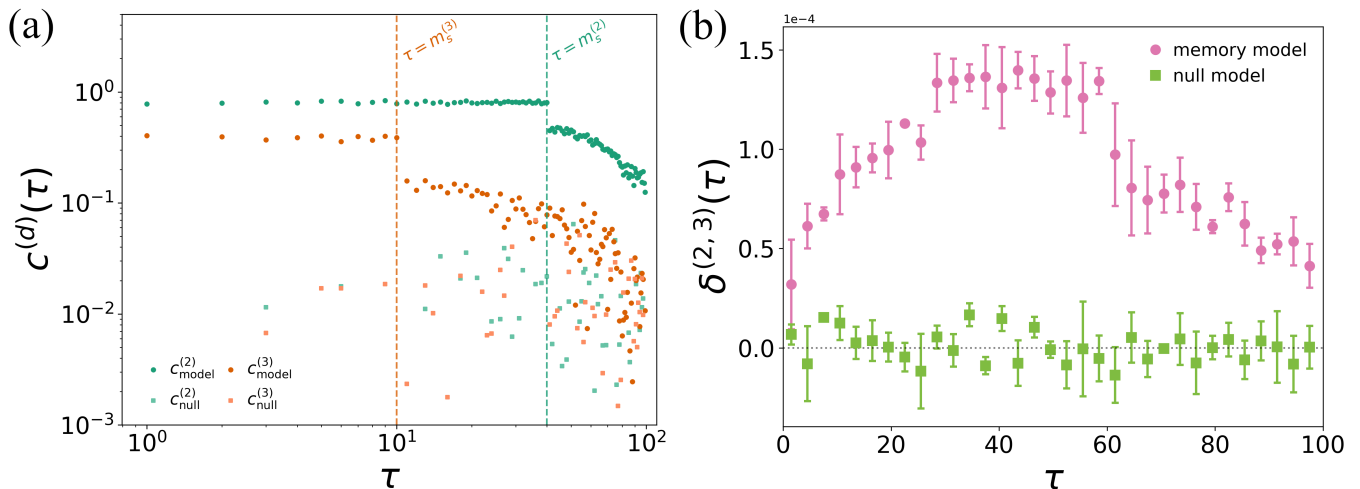 (a)
τ = m_s^(3)
τ = m_s^(2)
10^0
10^-1
10^-2
10^-3
c^(d)(τ)
c^(2)_model
c^(3)_model
c^(2)_null
c^(3)_null
10^0
10^1
10^2
τ
(b)
1e−4
1.5
1.0
0.5
0.0
δ^(2, 3)(τ)
memory model
null model
0
20
40
60
80
100
τ